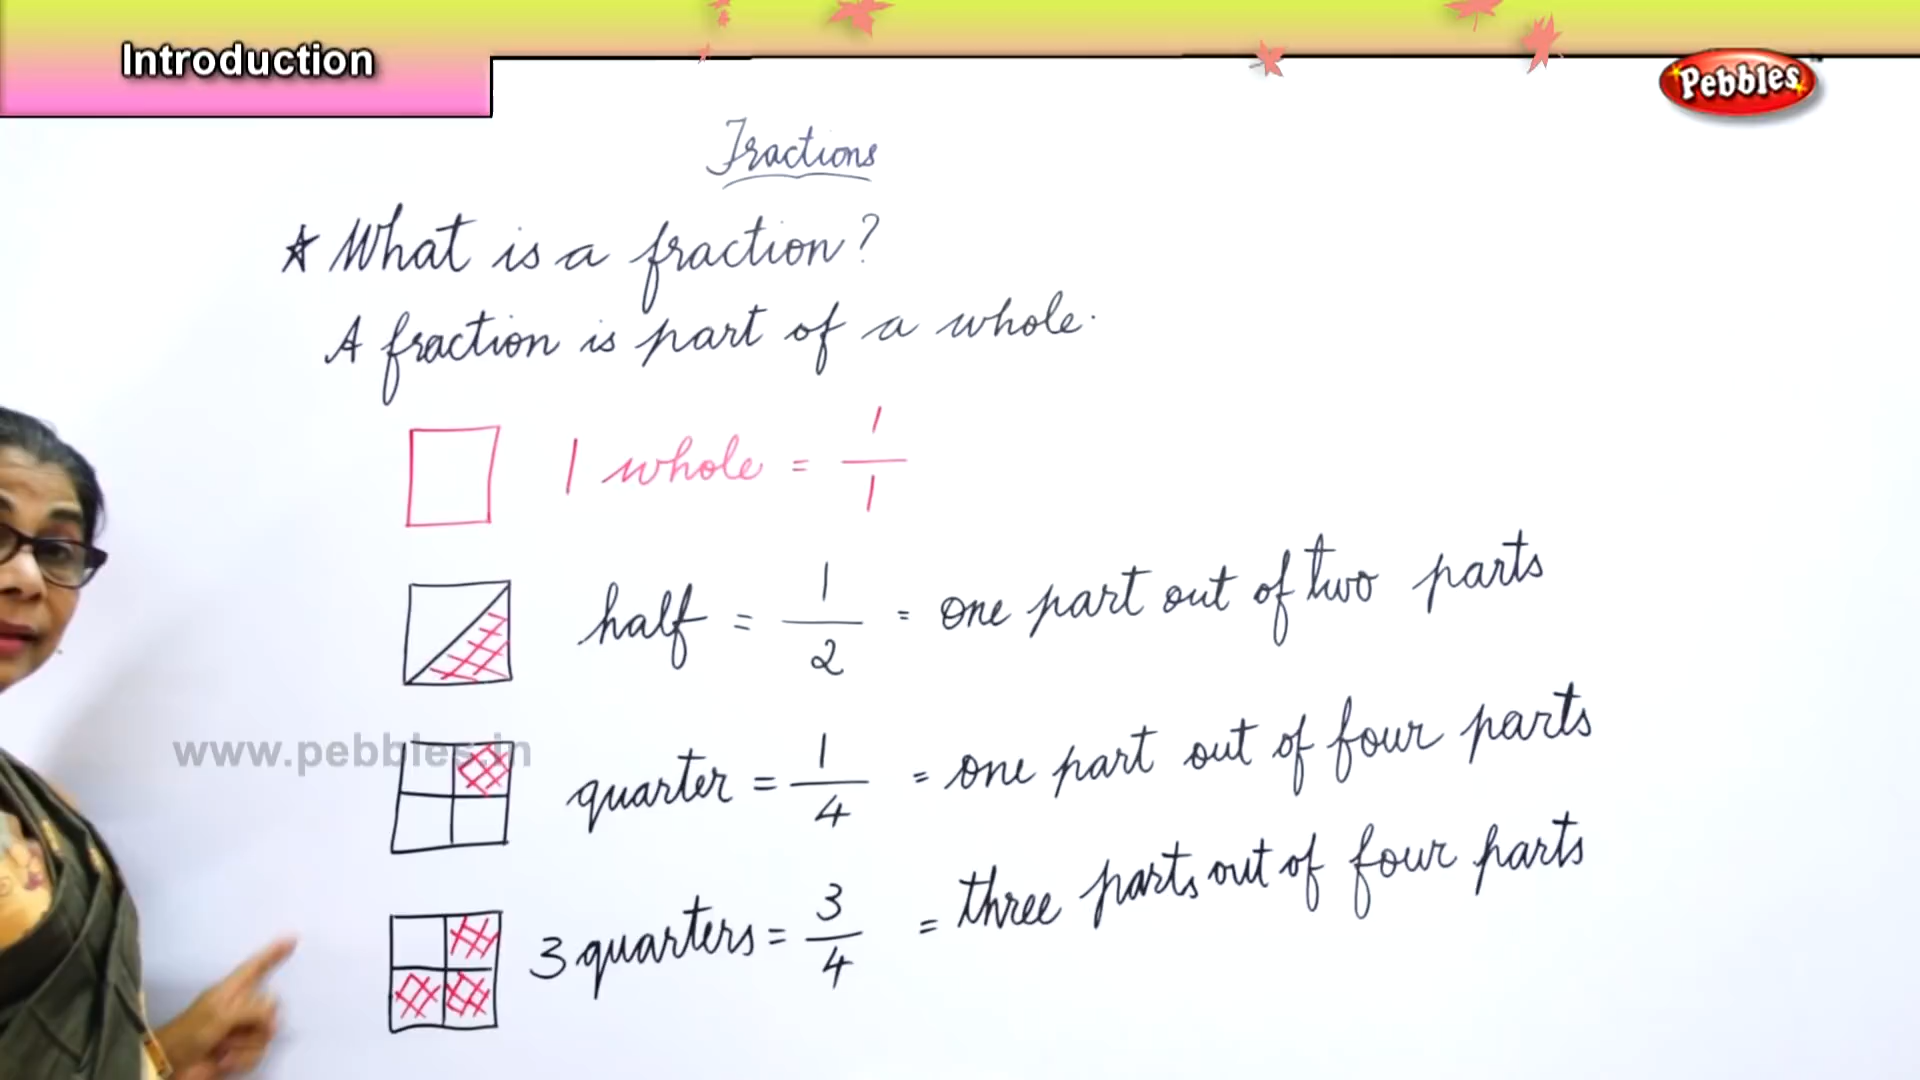 Introduction
Pebbles
Fractions
★ What is a fraction?
A fraction is part of a whole.
1 whole = 1/1
half = 1/2 = one part out of two parts
www.pebbles.in
quarter = 1/4 = one part out of four parts
3 quarters = 3/4 = three parts out of four parts